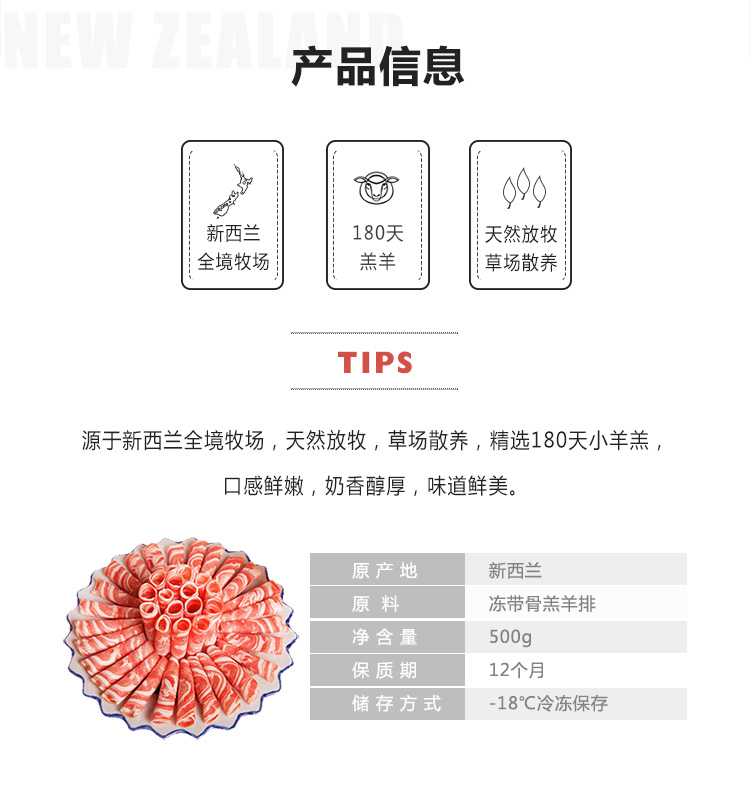 NEW ZEALAND
产品信息
新西兰
全境牧场
180天
羔羊
天然放牧
草场散养
TIPS
源于新西兰全境牧场，天然放牧，草场散养，精选180天小羊羔，
口感鲜嫩，奶香醇厚，味道鲜美。
原产地 新西兰
原料 冻带骨羔羊排
净含量 500g
保质期 12个月
储存方式 -18℃冷冻保存